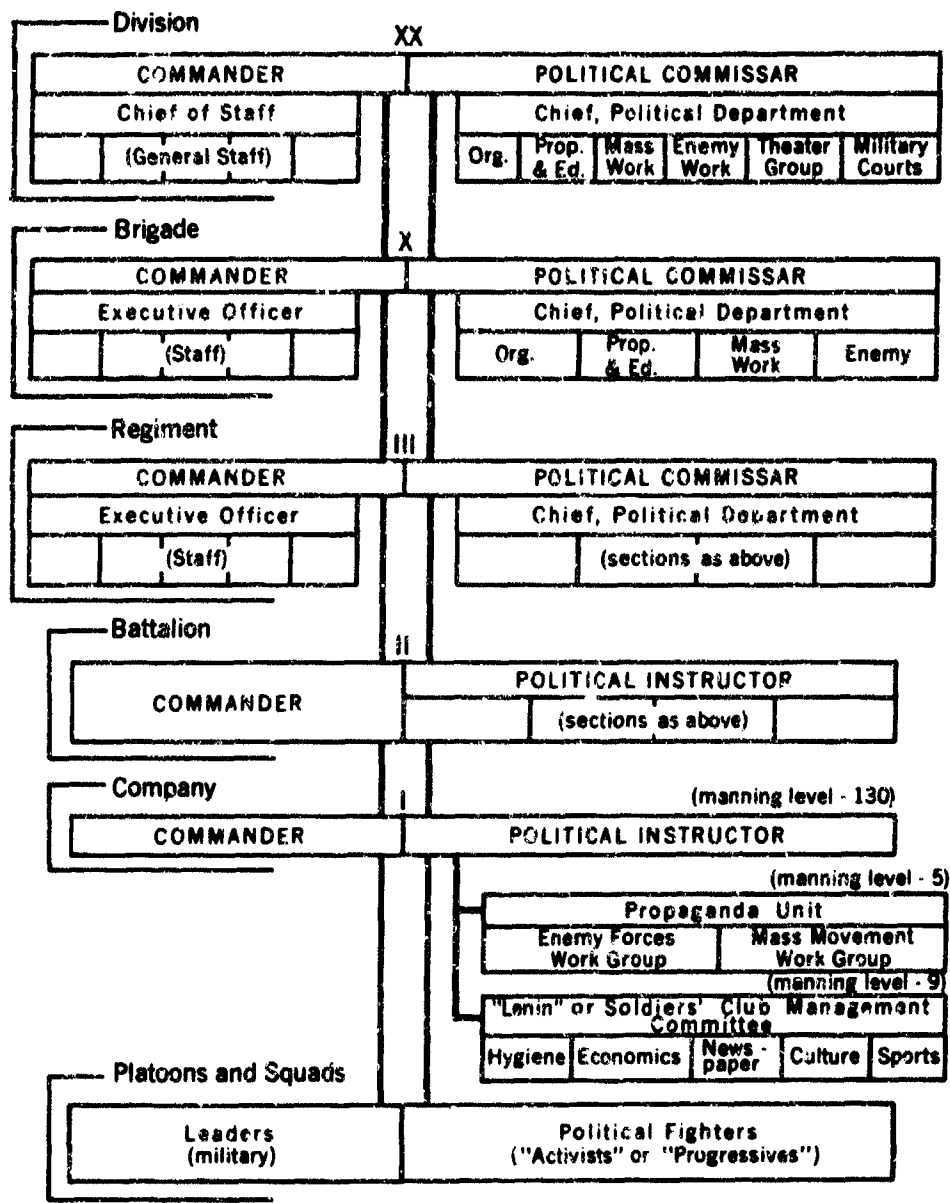 Division
XX
COMMANDER POLITICAL COMMISSAR
Chief of Staff Chief, Political Department
(General Staff) Org. Prop. & Ed. Mass Work Enemy Work Theater Group Military Courts
Brigade
X
COMMANDER POLITICAL COMMISSAR
Executive Officer Chief, Political Department
(Staff) Org. Prop. & Ed. Mass Work Enemy
Regiment
III
COMMANDER POLITICAL COMMISSAR
Executive Officer Chief, Political Department
(Staff) (sections as above)
Battalion
II
COMMANDER POLITICAL INSTRUCTOR
(sections as above)
Company
I (manning level - 130)
COMMANDER POLITICAL INSTRUCTOR
(manning level - 5)
Propaganda Unit
Enemy Forces Work Group Mass Movement Work Group
(manning level - 9)
"Lenin" or Soldiers' Club Management
Committee
Hygiene Economics News - paper Culture Sports
Platoons and Squads
Leaders Political Fighters
(military) ("Activists" or "Progressives")